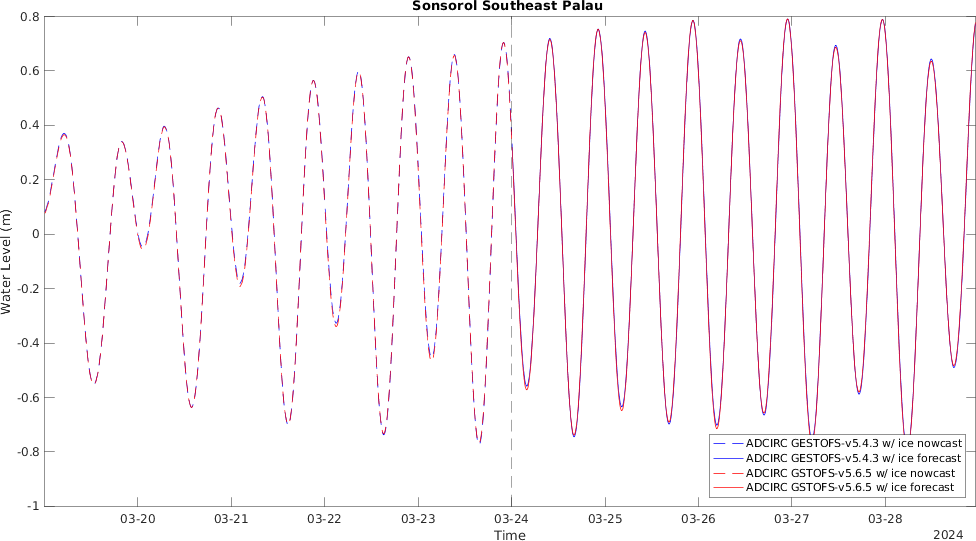 Sonsorol Southeast Palau
0.8
0.6
0.4
0.2
0
-0.2
-0.4
-0.6
-0.8
-1
Water Level (m)
ADCIRC GESTOFS-v5.4.3 w/ ice nowcast
ADCIRC GESTOFS-v5.4.3 w/ ice forecast
ADCIRC GSTOFS-v5.6.5 w/ ice nowcast
ADCIRC GSTOFS-v5.6.5 w/ ice forecast
03-20 03-21 03-22 03-23 03-24 03-25 03-26 03-27 03-28
Time
2024